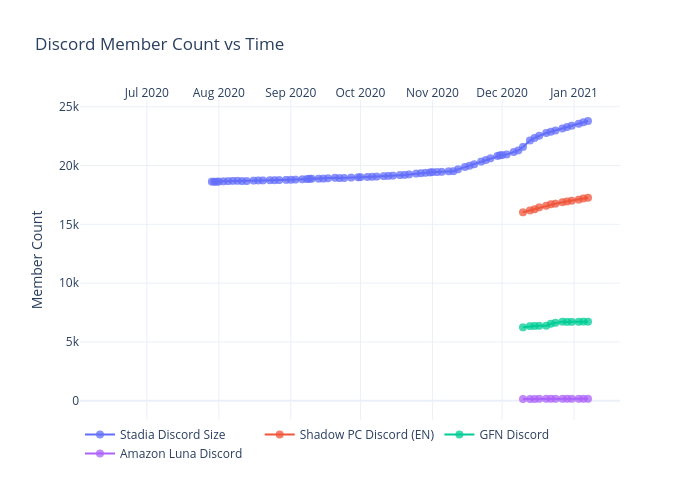 Discord Member Count vs Time
Jul 2020 Aug 2020 Sep 2020 Oct 2020 Nov 2020 Dec 2020 Jan 2021
25k
20k
15k
10k
5k
0
Member Count
Stadia Discord Size Shadow PC Discord (EN) GFN Discord
Amazon Luna Discord